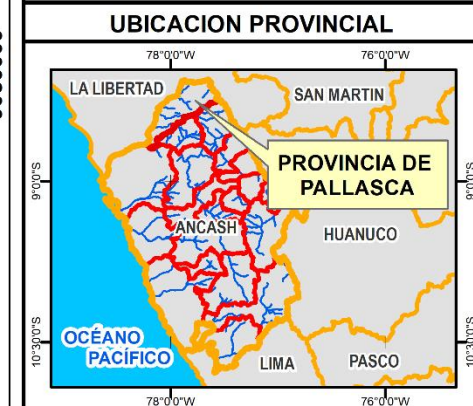 UBICACION PROVINCIAL
78°0'0"W
76°0'0"W
LA LIBERTAD
SAN MARTIN
PROVINCIA DE
PALLASCA
9°0'0"S
9°0'0"S
ANCASH
HUANUCO
OCÉANO
PACÍFICO
10°30'0"S
10°30'0"S
LIMA
PASCO
78°0'0"W
76°0'0"W